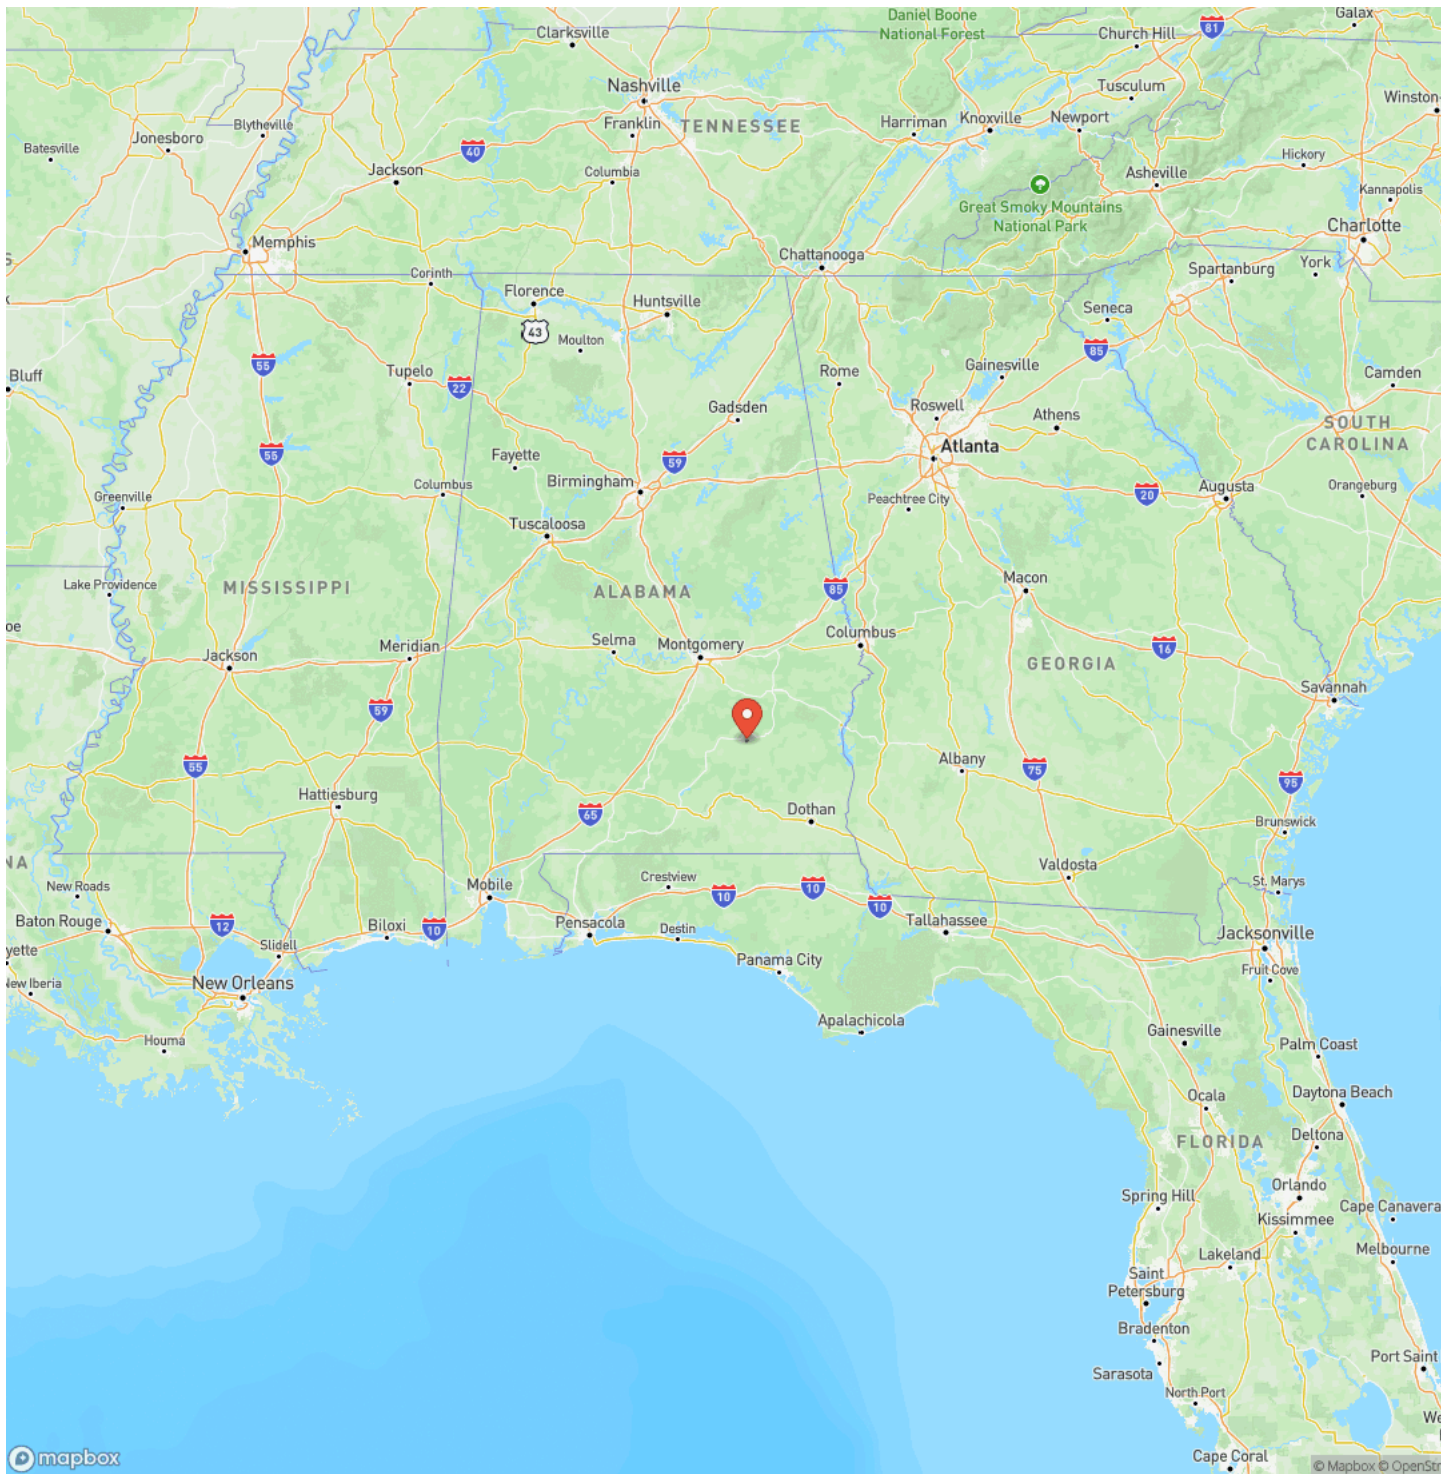 Daniel Boone
National Forest
Galax
Clarksville
Church Hill
81
Nashville
Tusculum
Winston-
Blytheville
Franklin
TENNESSEE
Harriman
Knoxville
Newport
Jonesboro
Batesville
40
Hickory
Jackson
Columbia
Asheville
Kannapolis
Great Smoky Mountains
National Park
Charlotte
Memphis
Chattanooga
Corinth
Spartanburg
York
Florence
Huntsville
Seneca
43
Moulton
55
85
Bluff
Tupelo
22
Rome
Gainesville
Camden
Gadsden
Roswell
Athens
SOUTH
CAROLINA
Atlanta
55
Fayette
59
Birmingham
Columbus
Greenville
Peachtree City
20
Augusta
Orangeburg
Tuscaloosa
Lake Providence
MISSISSIPPI
ALABAMA
85
Macon
oe
Selma
Montgomery
Columbus
Meridian
Jackson
16
GEORGIA
Savannah
59
55
Albany
75
95
Hattiesburg
65
Dothan
Brunswick
NA
Valdosta
New Roads
Mobile
Crestview
10
10
10
St. Marys
Baton Rouge
12
Biloxi
10
Pensacola
Destin
Tallahassee
Jacksonville
yette
Slidell
Panama City
Fruit Cove
New Iberia
New Orleans
Apalachicola
Houma
Gainesville
Palm Coast
Ocala
Daytona Beach
FLORIDA
Deltona
Orlando
Spring Hill
Cape Canavera
Kissimmee
Lakeland
Melbourne
Saint
Petersburg
Bradenton
Port Saint
Sarasota
North Port
We
Cape Coral
mapbox
© Mapbox © OpenStr